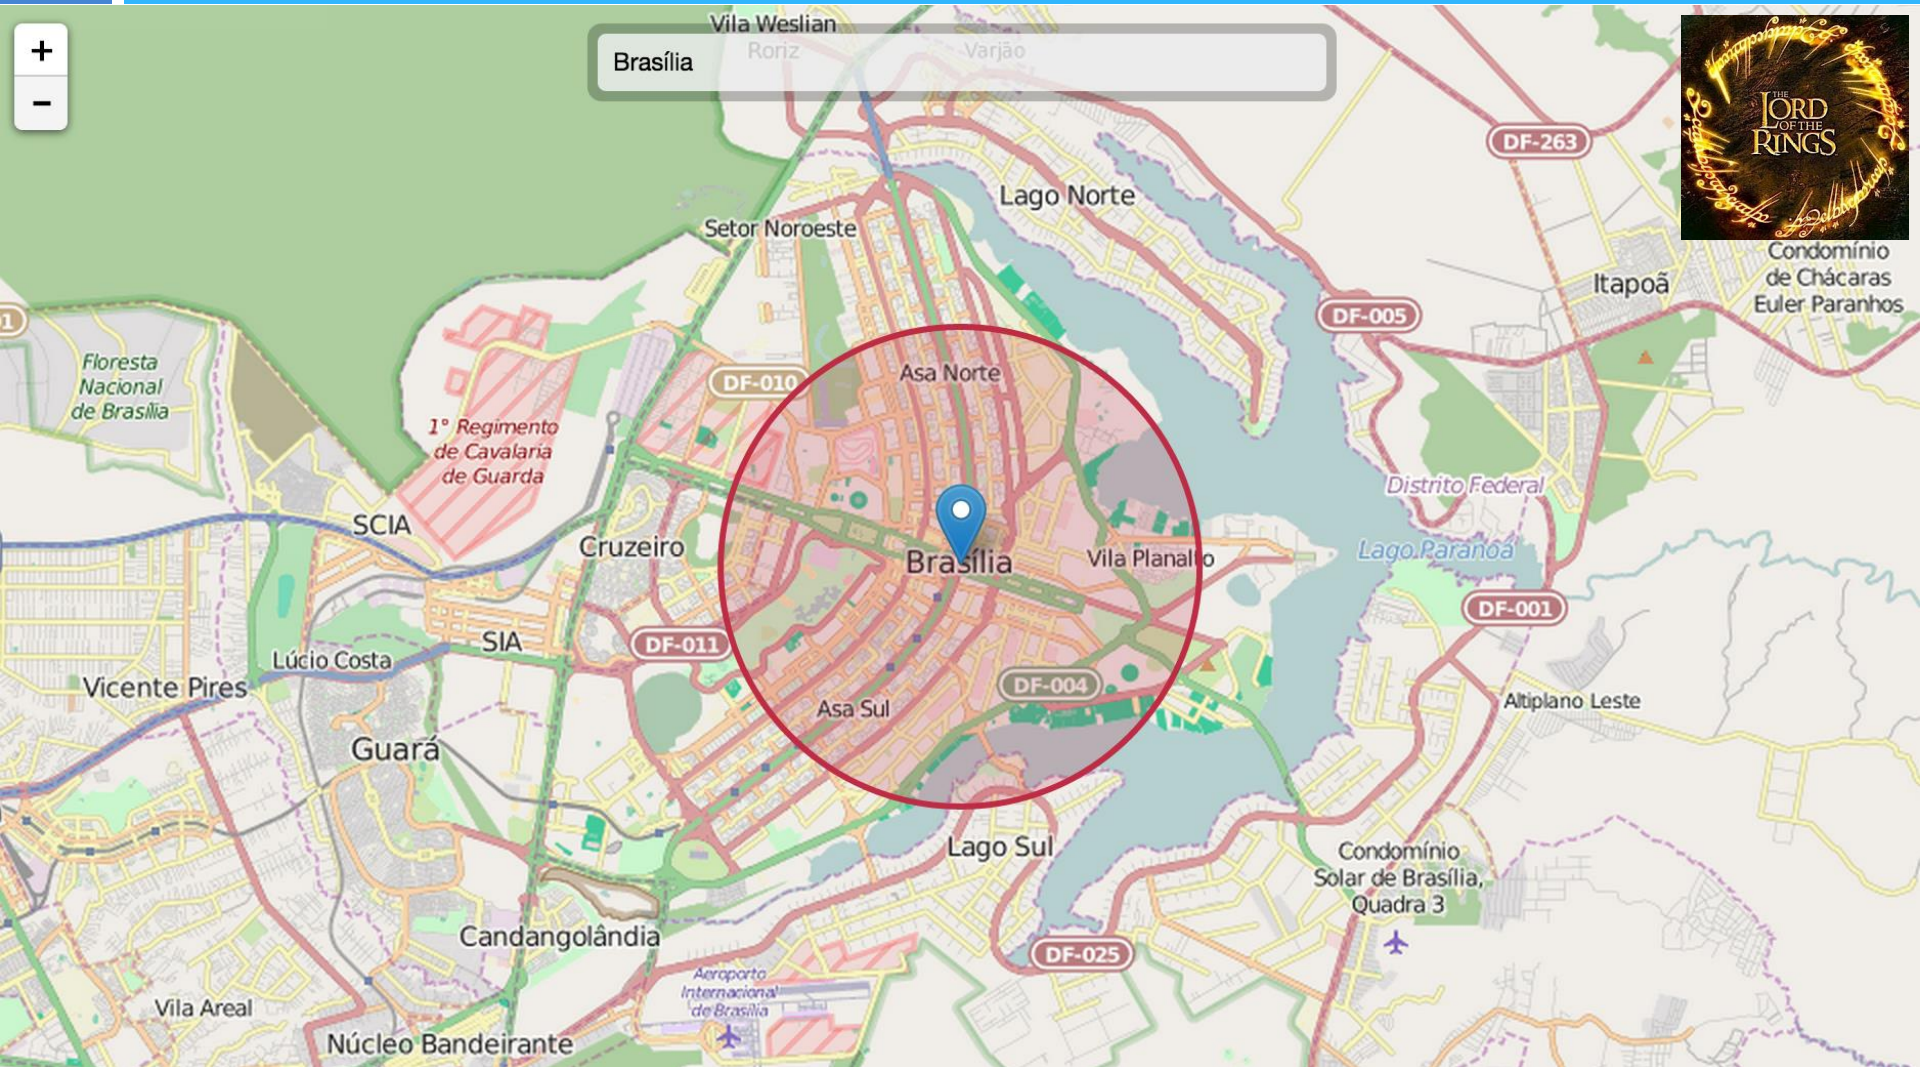 Vila Weslian
Roriz
Varjão
Brasília
+
−
THE
LORD
OF THE
RINGS
DF-263
Lago Norte
Setor Noroeste
Condomínio
de Chácaras
Euler Paranhos
Itapoã
DF-005
Floresta
Nacional
de Brasília
DF-010
Asa Norte
1° Regimento
de Cavalaria
de Guarda
Distrito Federal
SCIA
Cruzeiro
Brasília
Vila Planalto
Lago Paranoá
DF-001
SIA
DF-011
Lúcio Costa
Vicente Pires
DF-004
Altiplano Leste
Asa Sul
Guará
Lago Sul
Condomínio
Solar de Brasília,
Quadra 3
Candangolândia
DF-025
Aeroporto
Internacional
de Brasília
Vila Areal
Núcleo Bandeirante